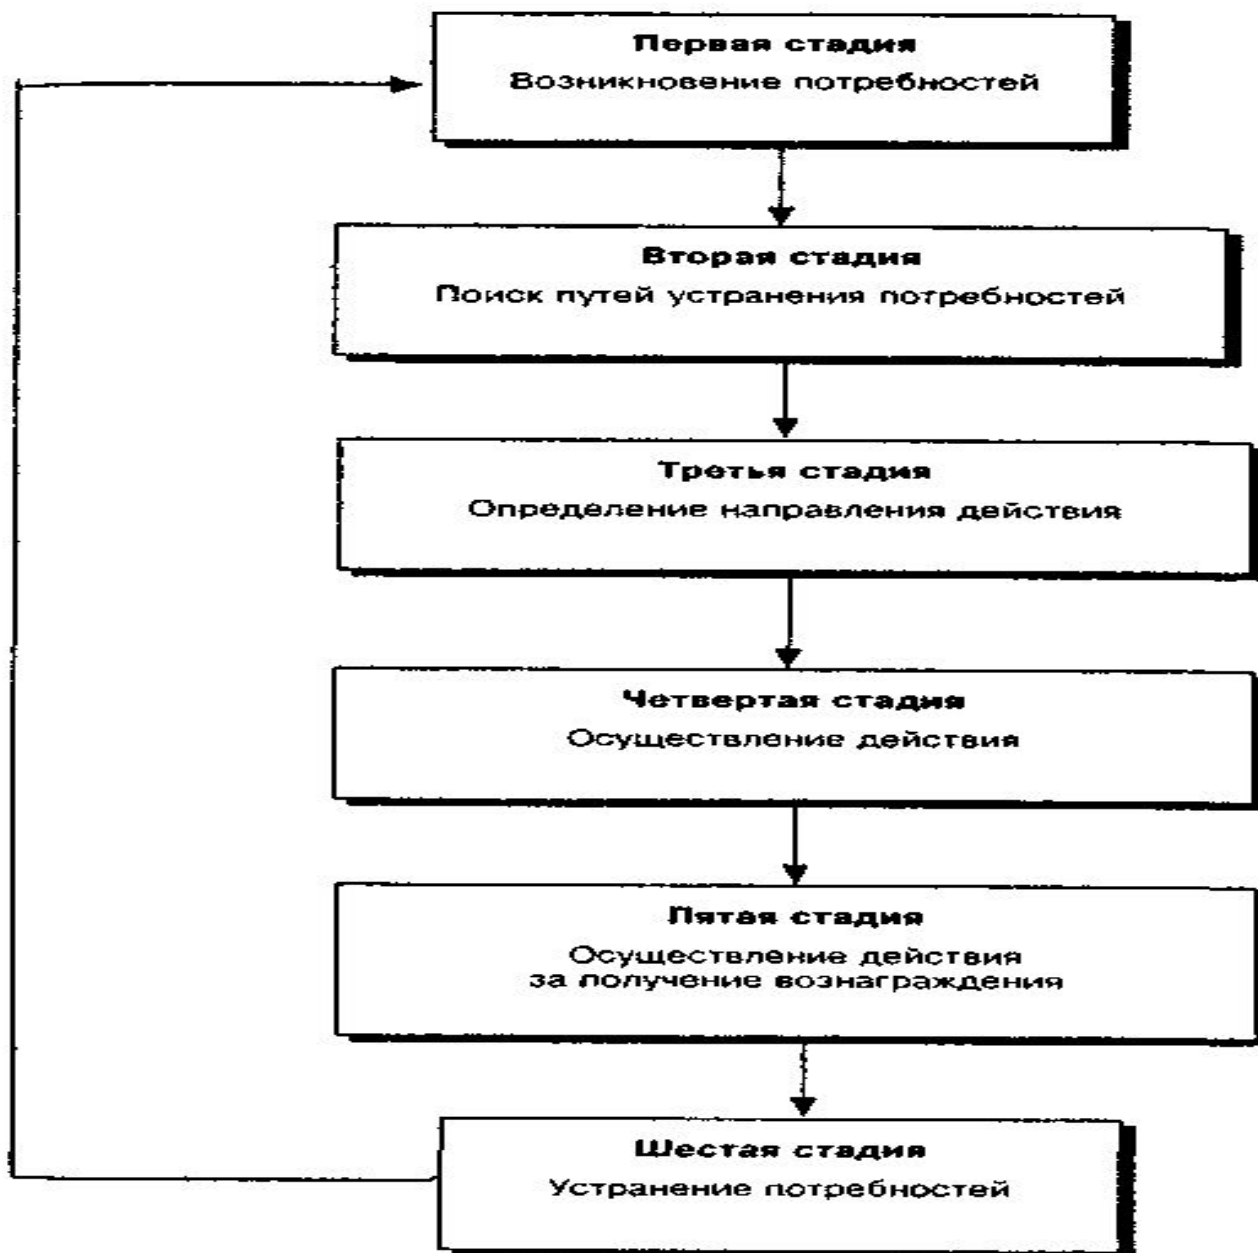 Первая стадия
Возникновение потребностей
Вторая стадия
Поиск путей устранения потребностей
Третья стадия
Определение направления действия
Четвертая стадия
Осуществление действия
Пятая стадия
Осуществление действия
за получение вознаграждения
Шестая стадия
Устранение потребностей